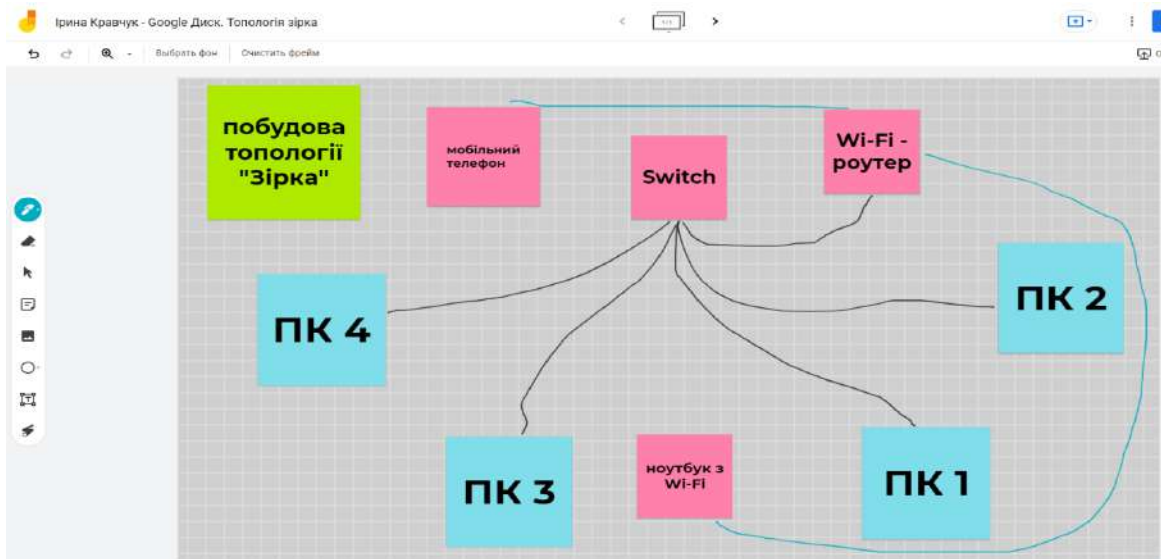 Ірина Кравчук - Google Диск. Топологія зірка
Выбрать фон
Очистить фрейм
побудова
топології
"Зірка"
мобільний
телефон
Switch
Wi-Fi -
роутер
ПК 4
ПК 2
ПК 3
ноутбук з
Wi-Fi
ПК 1